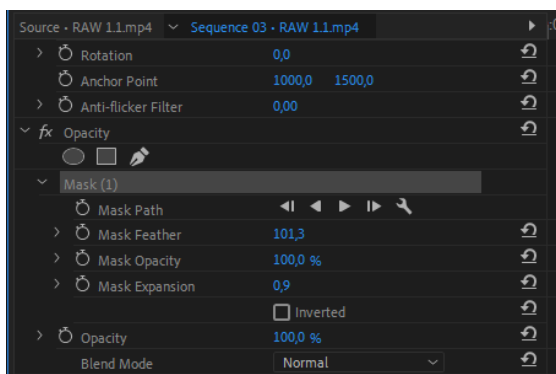 Source • RAW 1.1.mp4 Sequence 03 • RAW 1.1.mp4
Rotation 0,0
Anchor Point 1000,0 1500,0
Anti-flicker Filter 0,00
fx Opacity
Mask (1)
Mask Path
Mask Feather 101,3
Mask Opacity 100,0 %
Mask Expansion 0,9
Inverted
Opacity 100,0 %
Blend Mode Normal